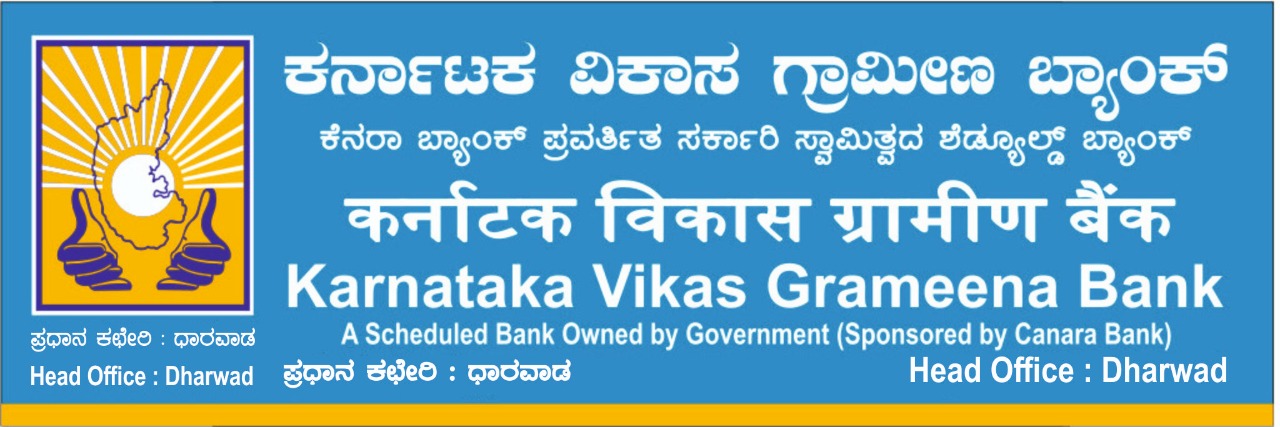 ಕರ್ನಾಟಕ ವಿಕಾಸ ಗ್ರಾಮೀಣ ಬ್ಯಾಂಕ್
ಕೆನರಾ ಬ್ಯಾಂಕ್ ಪ್ರವರ್ತಿತ ಸರ್ಕಾರಿ ಸ್ವಾಮಿತ್ವದ ಶೆಡ್ಯೂಲ್ಡ್ ಬ್ಯಾಂಕ್
कर्नाटक विकास ग्रामीण बैंक
Karnataka Vikas Grameena Bank
A Scheduled Bank Owned by Government (Sponsored by Canara Bank)
ಪ್ರಧಾನ ಕಛೇರಿ : ಧಾರವಾಡ
Head Office : Dharwad
ಪ್ರಧಾನ ಕಛೇರಿ : ಧಾರವಾಡ
Head Office : Dharwad